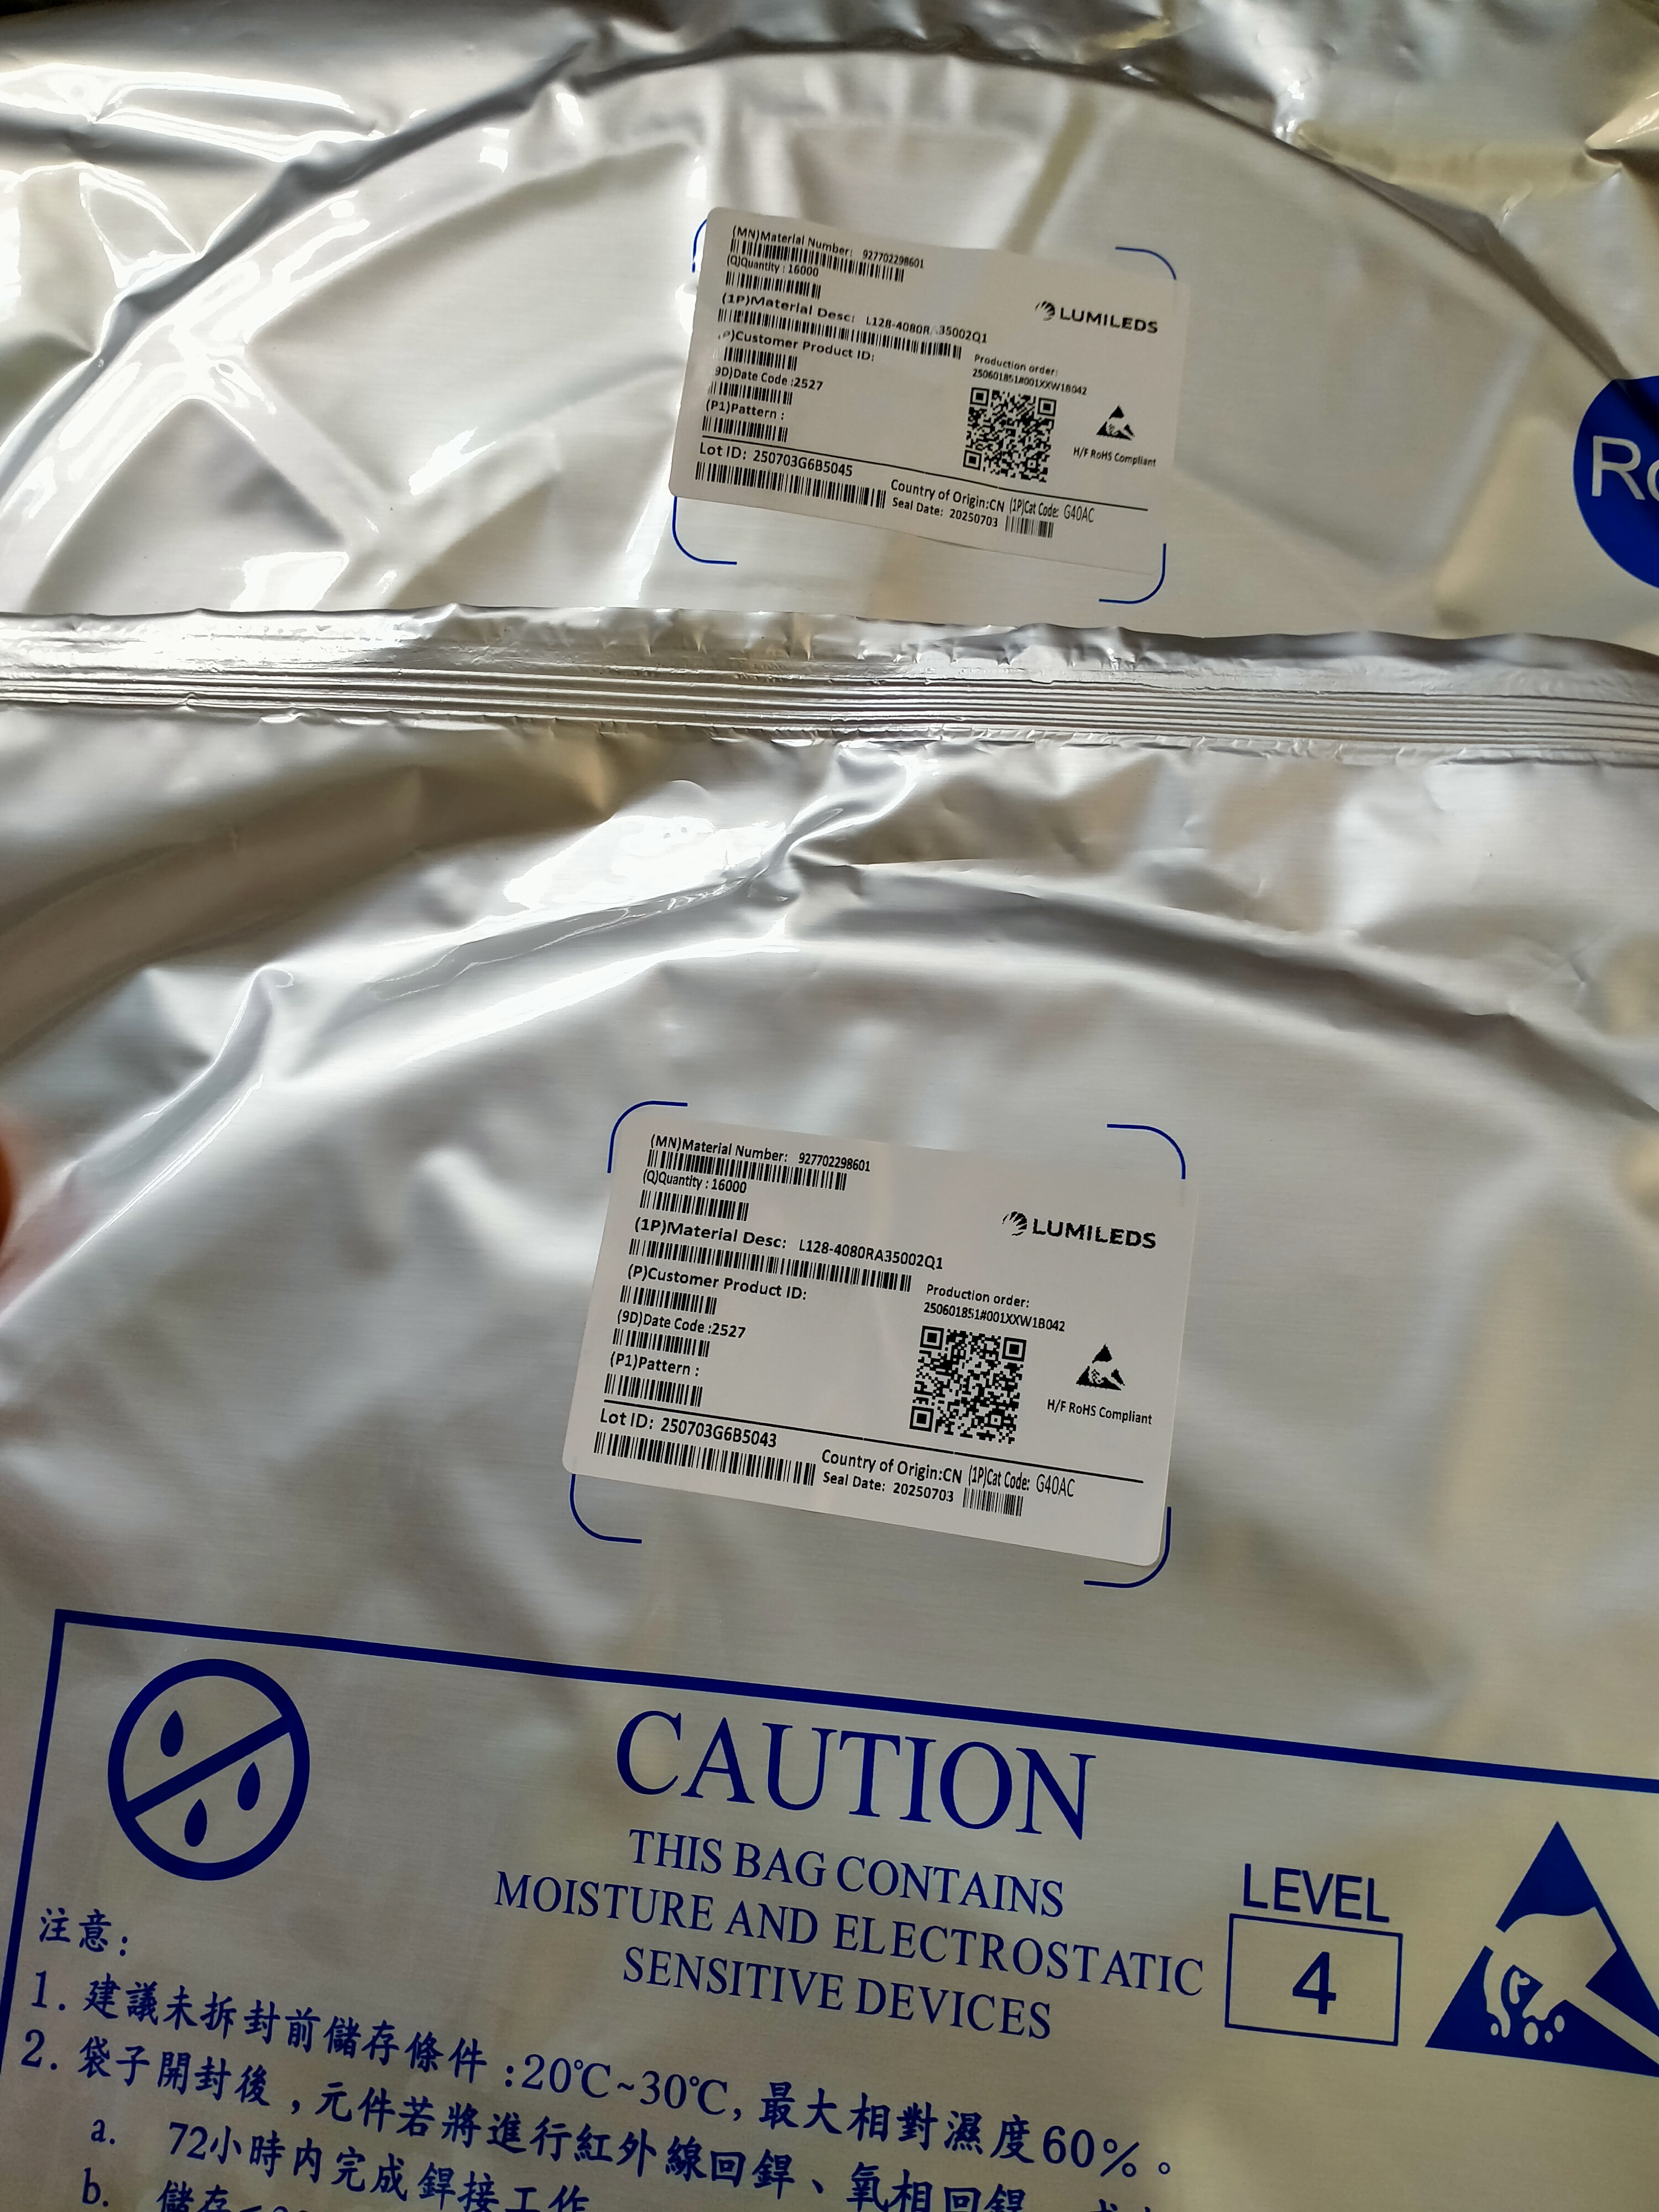 (MN)Material Number: 927702298601
(Q)Quantity : 16000
LUMILEDS
(1P)Material Desc: L128-4080R 35002Q1
)Customer Product ID:
Production order:
250601851#001XXW1B042
9D)Date Code :2527
(P1)Pattern :
H/F RoHS Compliant
Lot ID: 250703G6B5045
Country of Origin:CN (1P)Cat Code: G40AC
Seal Date: 20250703
(MN)Material Number: 927702298601
(Q)Quantity : 16000
LUMILEDS
(1P)Material Desc: L128-4080RA35002Q1
(P)Customer Product ID:
Production order:
250601851#001XXW1B042
(9D)Date Code :2527
(P1)Pattern :
H/F RoHS Compliant
Lot ID: 250703G6B5043
Country of Origin:CN (1P)Cat Code: G40AC
Seal Date: 20250703
CAUTION
THIS BAG CONTAINS
MOISTURE AND ELECTROSTATIC
SENSITIVE DEVICES
LEVEL
4
注意:
1. 建議未拆封前儲存條件 :20℃~30℃, 最大相對濕度60%。
2. 袋子開封後 , 元件若將進行紅外線回銲、氧相回銲
a. 72小時内完成銲接工作
b. 儲存